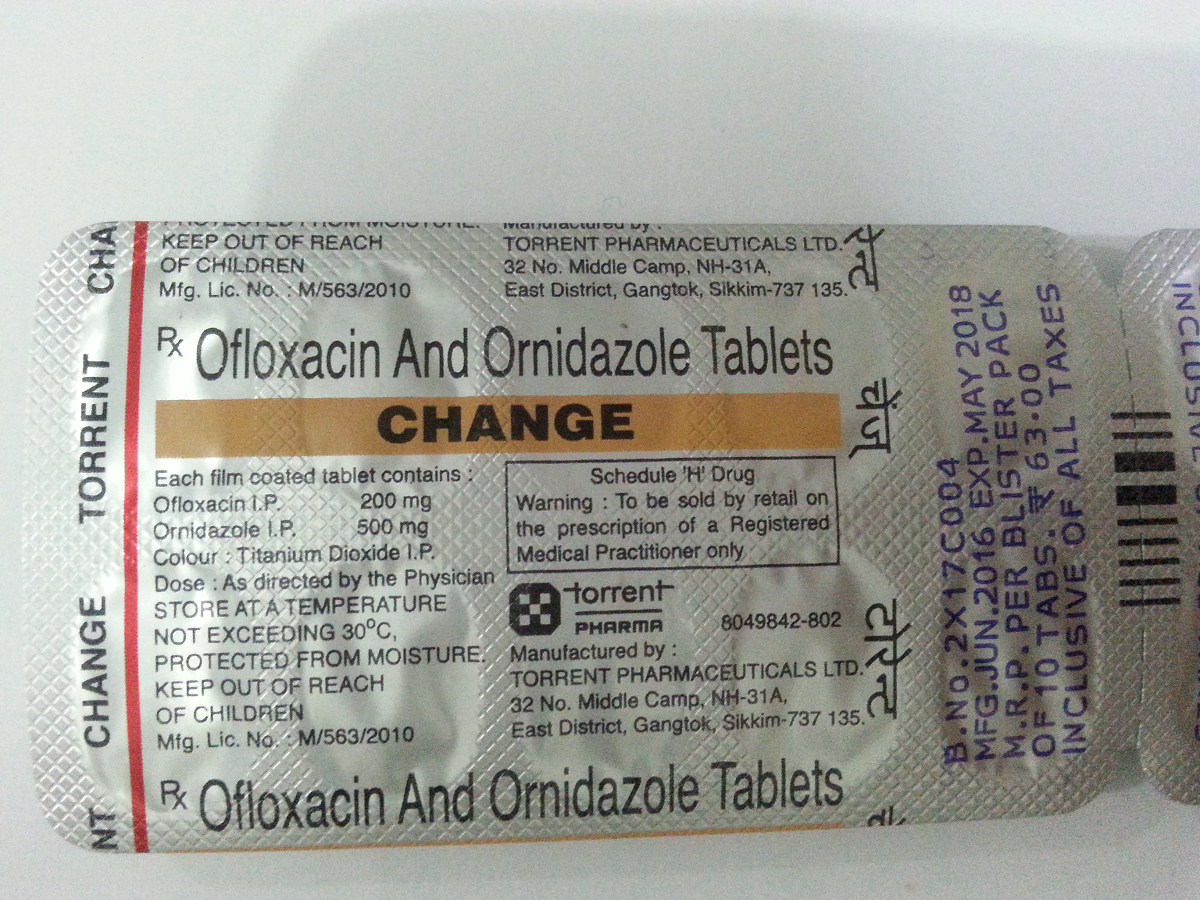 PROTECTED FROM MOISTURE.
KEEP OUT OF REACH
OF CHILDREN
Mfg. Lic. No. : M/563/2010
Manufactured by :
TORRENT PHARMACEUTICALS LTD.
32 No. Middle Camp, NH-31A,
East District, Gangtok, Sikkim-737 135.
Rx Ofloxacin And Ornidazole Tablets
CHANGE
Each film coated tablet contains :
Ofloxacin I.P. 200 mg
Ornidazole I.P. 500 mg
Colour : Titanium Dioxide I.P.
Dose : As directed by the Physician
STORE AT A TEMPERATURE
NOT EXCEEDING 30°C,
PROTECTED FROM MOISTURE.
KEEP OUT OF REACH
OF CHILDREN
Mfg. Lic. No. : M/563/2010
Schedule 'H' Drug
Warning : To be sold by retail on
the prescription of a Registered
Medical Practitioner only
torrent
PHARMA
8049842-802
Manufactured by :
TORRENT PHARMACEUTICALS LTD.
32 No. Middle Camp, NH-31A,
East District, Gangtok, Sikkim-737 135.
Rx Ofloxacin And Ornidazole Tablets
NT CHANGE TORRENT CHA
टोरेन्ट चेंज रेन्ट
B.No.2X17C004
MFG.JUN.2016 EXP.MAY 2018
M.R.P. PER BLISTER PACK
OF 10 TABS. ₹ 63.00
INCLUSIVE OF ALL TAXES
INCLUSIVE